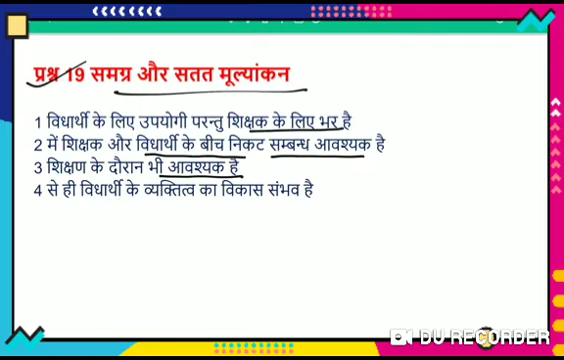 प्रश्न 19 समग्र और सतत मूल्यांकन
1 विधार्थी के लिए उपयोगी परन्तु शिक्षक के लिए भर है
2 में शिक्षक और विधार्थी के बीच निकट सम्बन्ध आवश्यक है
3 शिक्षण के दौरान भी आवश्यक है
4 से ही विधार्थी के व्यक्तित्व का विकास संभव है
DU RECORDER